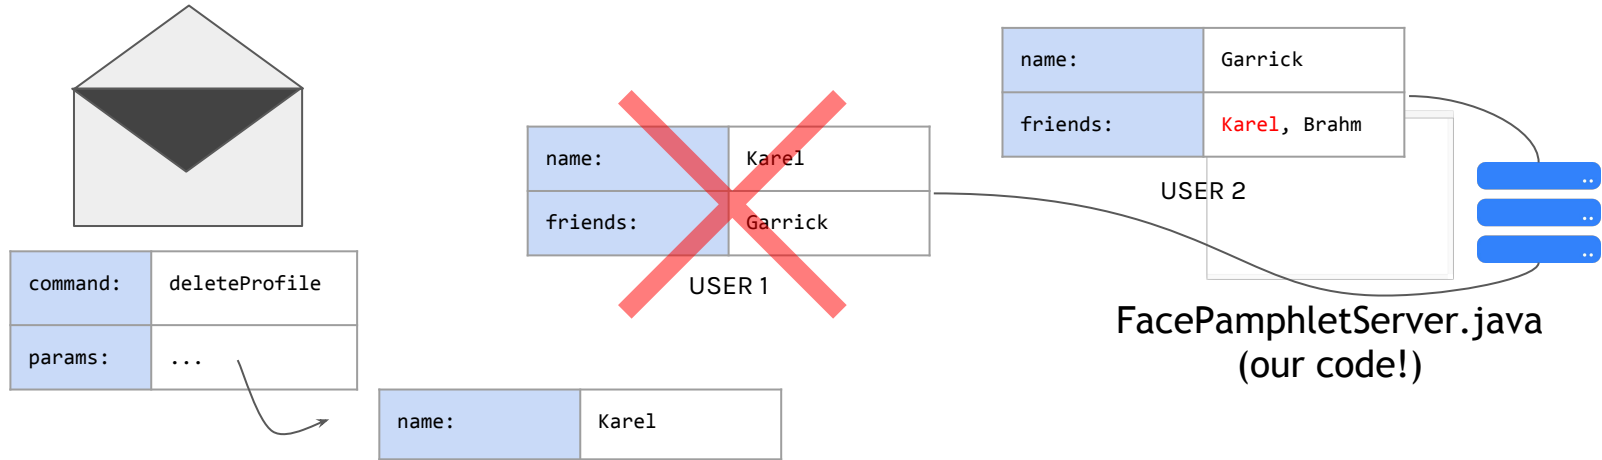 command: deleteProfile
params: ...
name: Karel
name: Karel
friends: Garrick
USER 1
name: Garrick
friends: Karel, Brahm
USER 2
FacePamphletServer.java
(our code!)